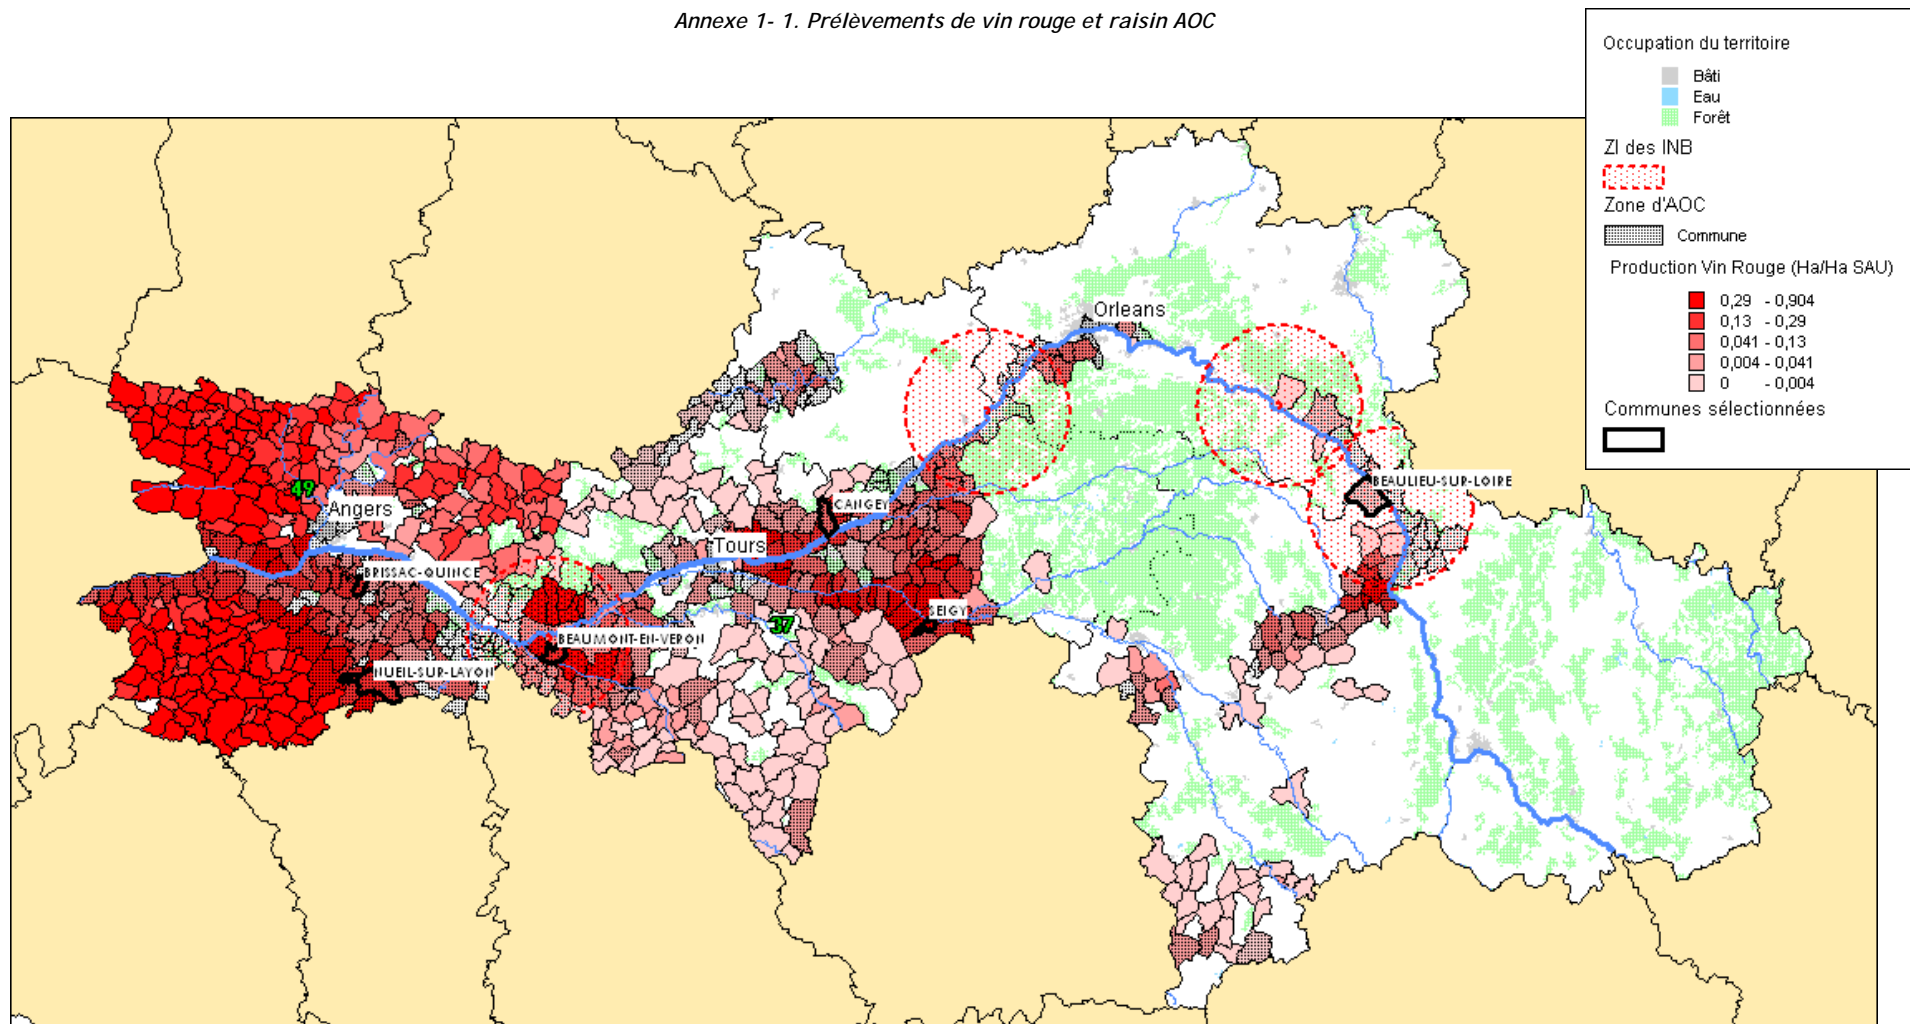 Annexe 1- 1. Prélèvements de vin rouge et raisin AOC
Occupation du territoire
Bâti
Eau
Forêt
ZI des INB
Zone d'AOC
Commune
Production Vin Rouge (Ha/Ha SAU)
0,29 - 0,904
0,13 - 0,29
0,041 - 0,13
0,004 - 0,041
0 - 0,004
Communes sélectionnées
Orleans
49
Angers
CANGEY
BEAULIEU-SUR-LOIRE
Tours
BRISSAC-QUINCE
SEIGY
37
BEAUMONT-EN-VERON
NUEIL-SUR-LAYON